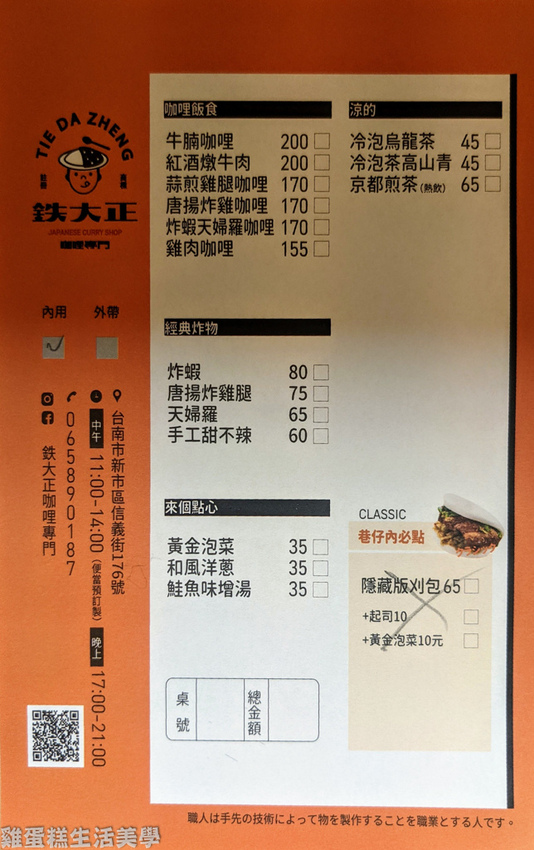 TIE DA ZHENG
鉄大正
JAPANESE CURRY SHOP
咖哩專門
內用 外帶
台南市新市區信義街176號
中午 11:00-14:00(便當預訂製) 晚上 17:00-21:00
065890187
鉄大正咖哩專門
咖哩飯食
牛腩咖哩 200
紅酒燉牛肉 200
蒜煎雞腿咖哩 170
唐揚炸雞咖哩 170
炸蝦天婦羅咖哩 170
雞肉咖哩 155
經典炸物
炸蝦 80
唐揚炸雞腿 75
天婦羅 65
手工甜不辣 60
來個點心
黃金泡菜 35
和風洋蔥 35
鮭魚味增湯 35
桌號 總金額
涼的
冷泡烏龍茶 45
冷泡茶高山青 45
京都煎茶(熱飲) 65
CLASSIC
巷仔內必點
隱藏版刈包 65
+起司10
+黃金泡菜10元
職人は手先の技術によって物を製作することを職業とする人です。
雞蛋糕生活美學